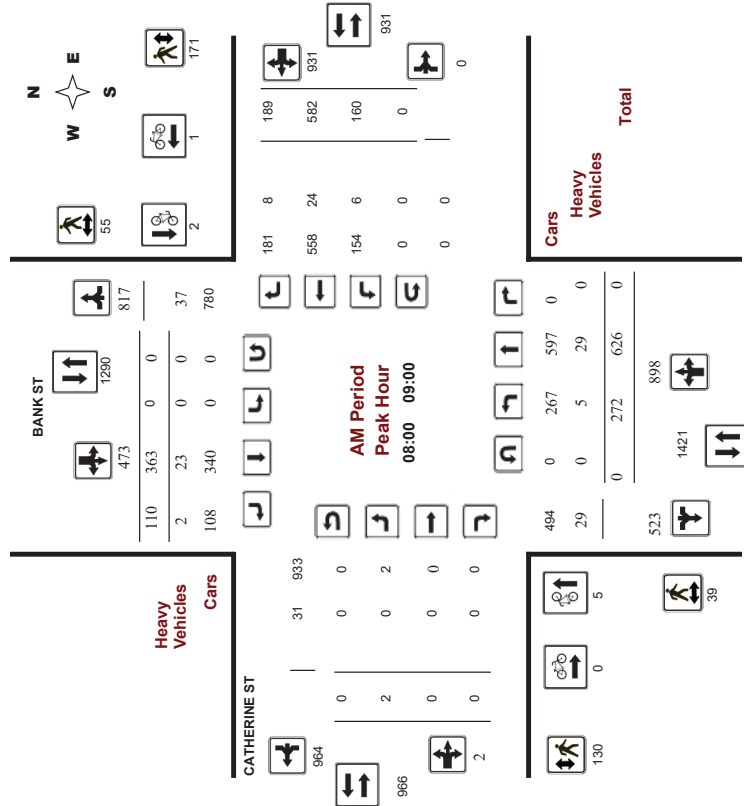 931
931
0
N
E
W
S
171
1
55
2
BANK ST
1290
473
817
110 363 0 0
2 23 0 0 37
108 340 0 0 780
189
582
160
0
181 8
558 24
154 6
0 0
0
AM Period
Peak Hour
08:00 09:00
Heavy
Vehicles
Cars
CATHERINE ST
964
966
2
31 933
0 0 0
2 0 2
0 0 0
0 0 0
Cars
Heavy
Vehicles
Total
494 0 267 597 0
29 0 5 29 0
0 272 626 0
523
898
1421
5
0
39
130